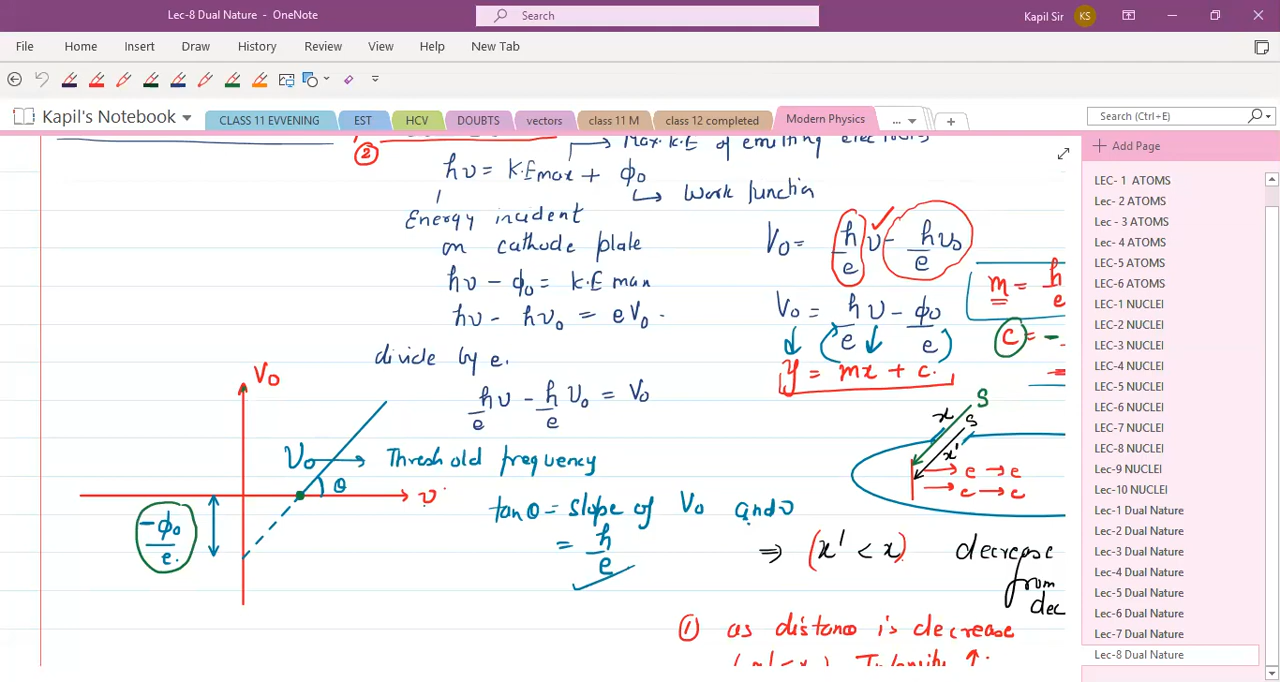 Lec-8 Dual Nature - OneNote
Search
Kapil Sir
KS
File Home Insert Draw History Review View Help New Tab
Kapil's Notebook
CLASS 11 EVVENING EST HCV DOUBTS vectors class 11 M class 12 completed Modern Physics ...
Search (Ctrl+E)
Add Page
LEC- 1 ATOMS
Lec- 2 ATOMS
Lec - 3 ATOMS
Lec- 4 ATOMS
LEC-5 ATOMS
LEC-6 ATOMS
LEC-1 NUCLEI
LEC-2 NUCLEI
LEC-3 NUCLEI
LEC-4 NUCLEI
LEC-5 NUCLEI
LEC-6 NUCLEI
LEC-7 NUCLEI
LEC-8 NUCLEI
Lec-9 NUCLEI
Lec-10 NUCLEI
Lec-1 Dual Nature
Lec-2 Dual Nature
Lec-3 Dual Nature
Lec-4 Dual Nature
Lec-5 Dual Nature
Lec-6 Dual Nature
Lec-7 Dual Nature
Lec-8 Dual Nature
②
Max. K.E of emitting electrons
hυ = K.Emax + ϕ₀
Work function
Energy incident
on cathode plate
hυ - ϕ₀ = K.E max
hυ - hυ₀ = eV₀
divide by e.
h/e υ - h/e υ₀ = V₀
V₀ = h/e υ - hυ₀/e
V₀ = h/e υ - ϕ₀/e
y = mx + c.
m = h/e
c = -
V₀
υ₀ → Threshold frequency
θ
υ
-ϕ₀/e
tan θ = slope of V₀ and υ
= h/e
x S
x' s
e → e
e → e
⇒ (x' < x) decrease
from
dec
① as distance is decrease
(x' < x) Intensity ↑.